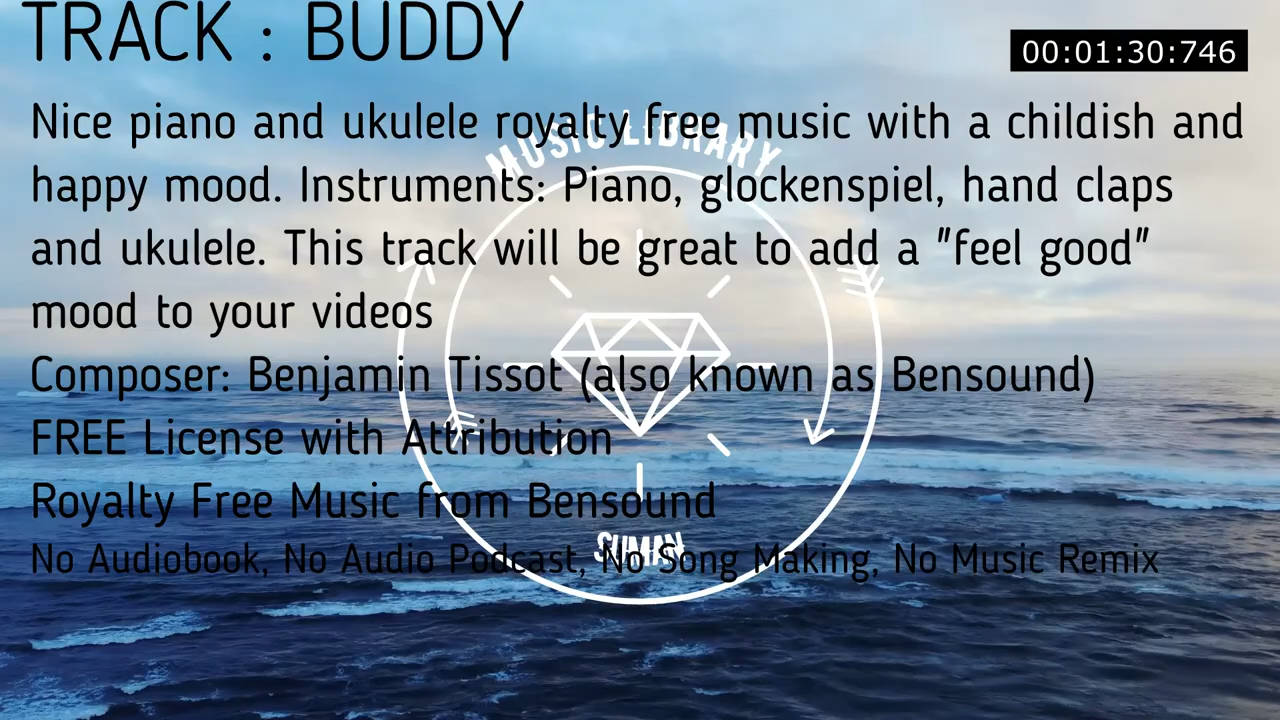 TRACK : BUDDY
00:01:30:746
Nice piano and ukulele royalty free music with a childish and
happy mood. Instruments: Piano, glockenspiel, hand claps
and ukulele. This track will be great to add a "feel good"
mood to your videos
Composer: Benjamin Tissot (also known as Bensound)
FREE License with Attribution
Royalty Free Music from Bensound
No Audiobook, No Audio Podcast, No Song Making, No Music Remix
MUSIC LIBRARY
SUMAN